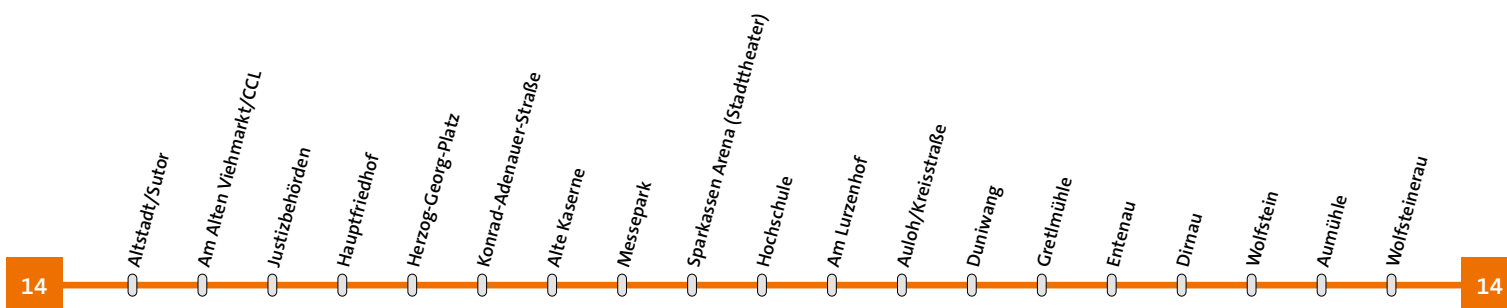 14
Altstadt/Sutor
Am Alten Viehmarkt/CCL
Justizbehörden
Hauptfriedhof
Herzog-Georg-Platz
Konrad-Adenauer-Straße
Alte Kaserne
Messepark
Sparkassen Arena (Stadttheater)
Hochschule
Am Lurzenhof
Auloh/Kreisstraße
Duniwang
Gretlmühle
Entenau
Dirnau
Wolfstein
Aumühle
Wolfsteinerau
14